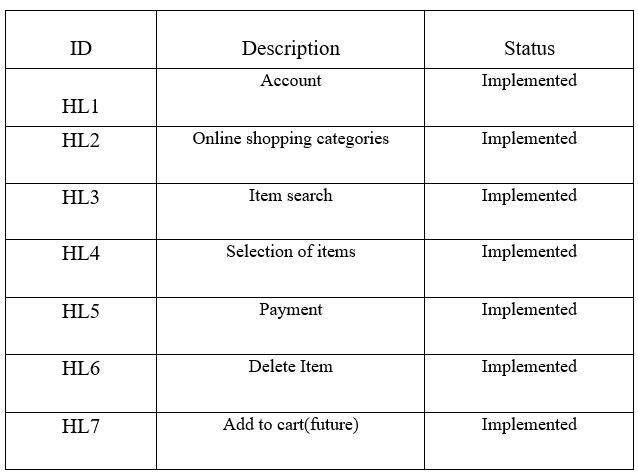 ID Description Status
HL1 Account Implemented
HL2 Online shopping categories Implemented
HL3 Item search Implemented
HL4 Selection of items Implemented
HL5 Payment Implemented
HL6 Delete Item Implemented
HL7 Add to cart(future) Implemented